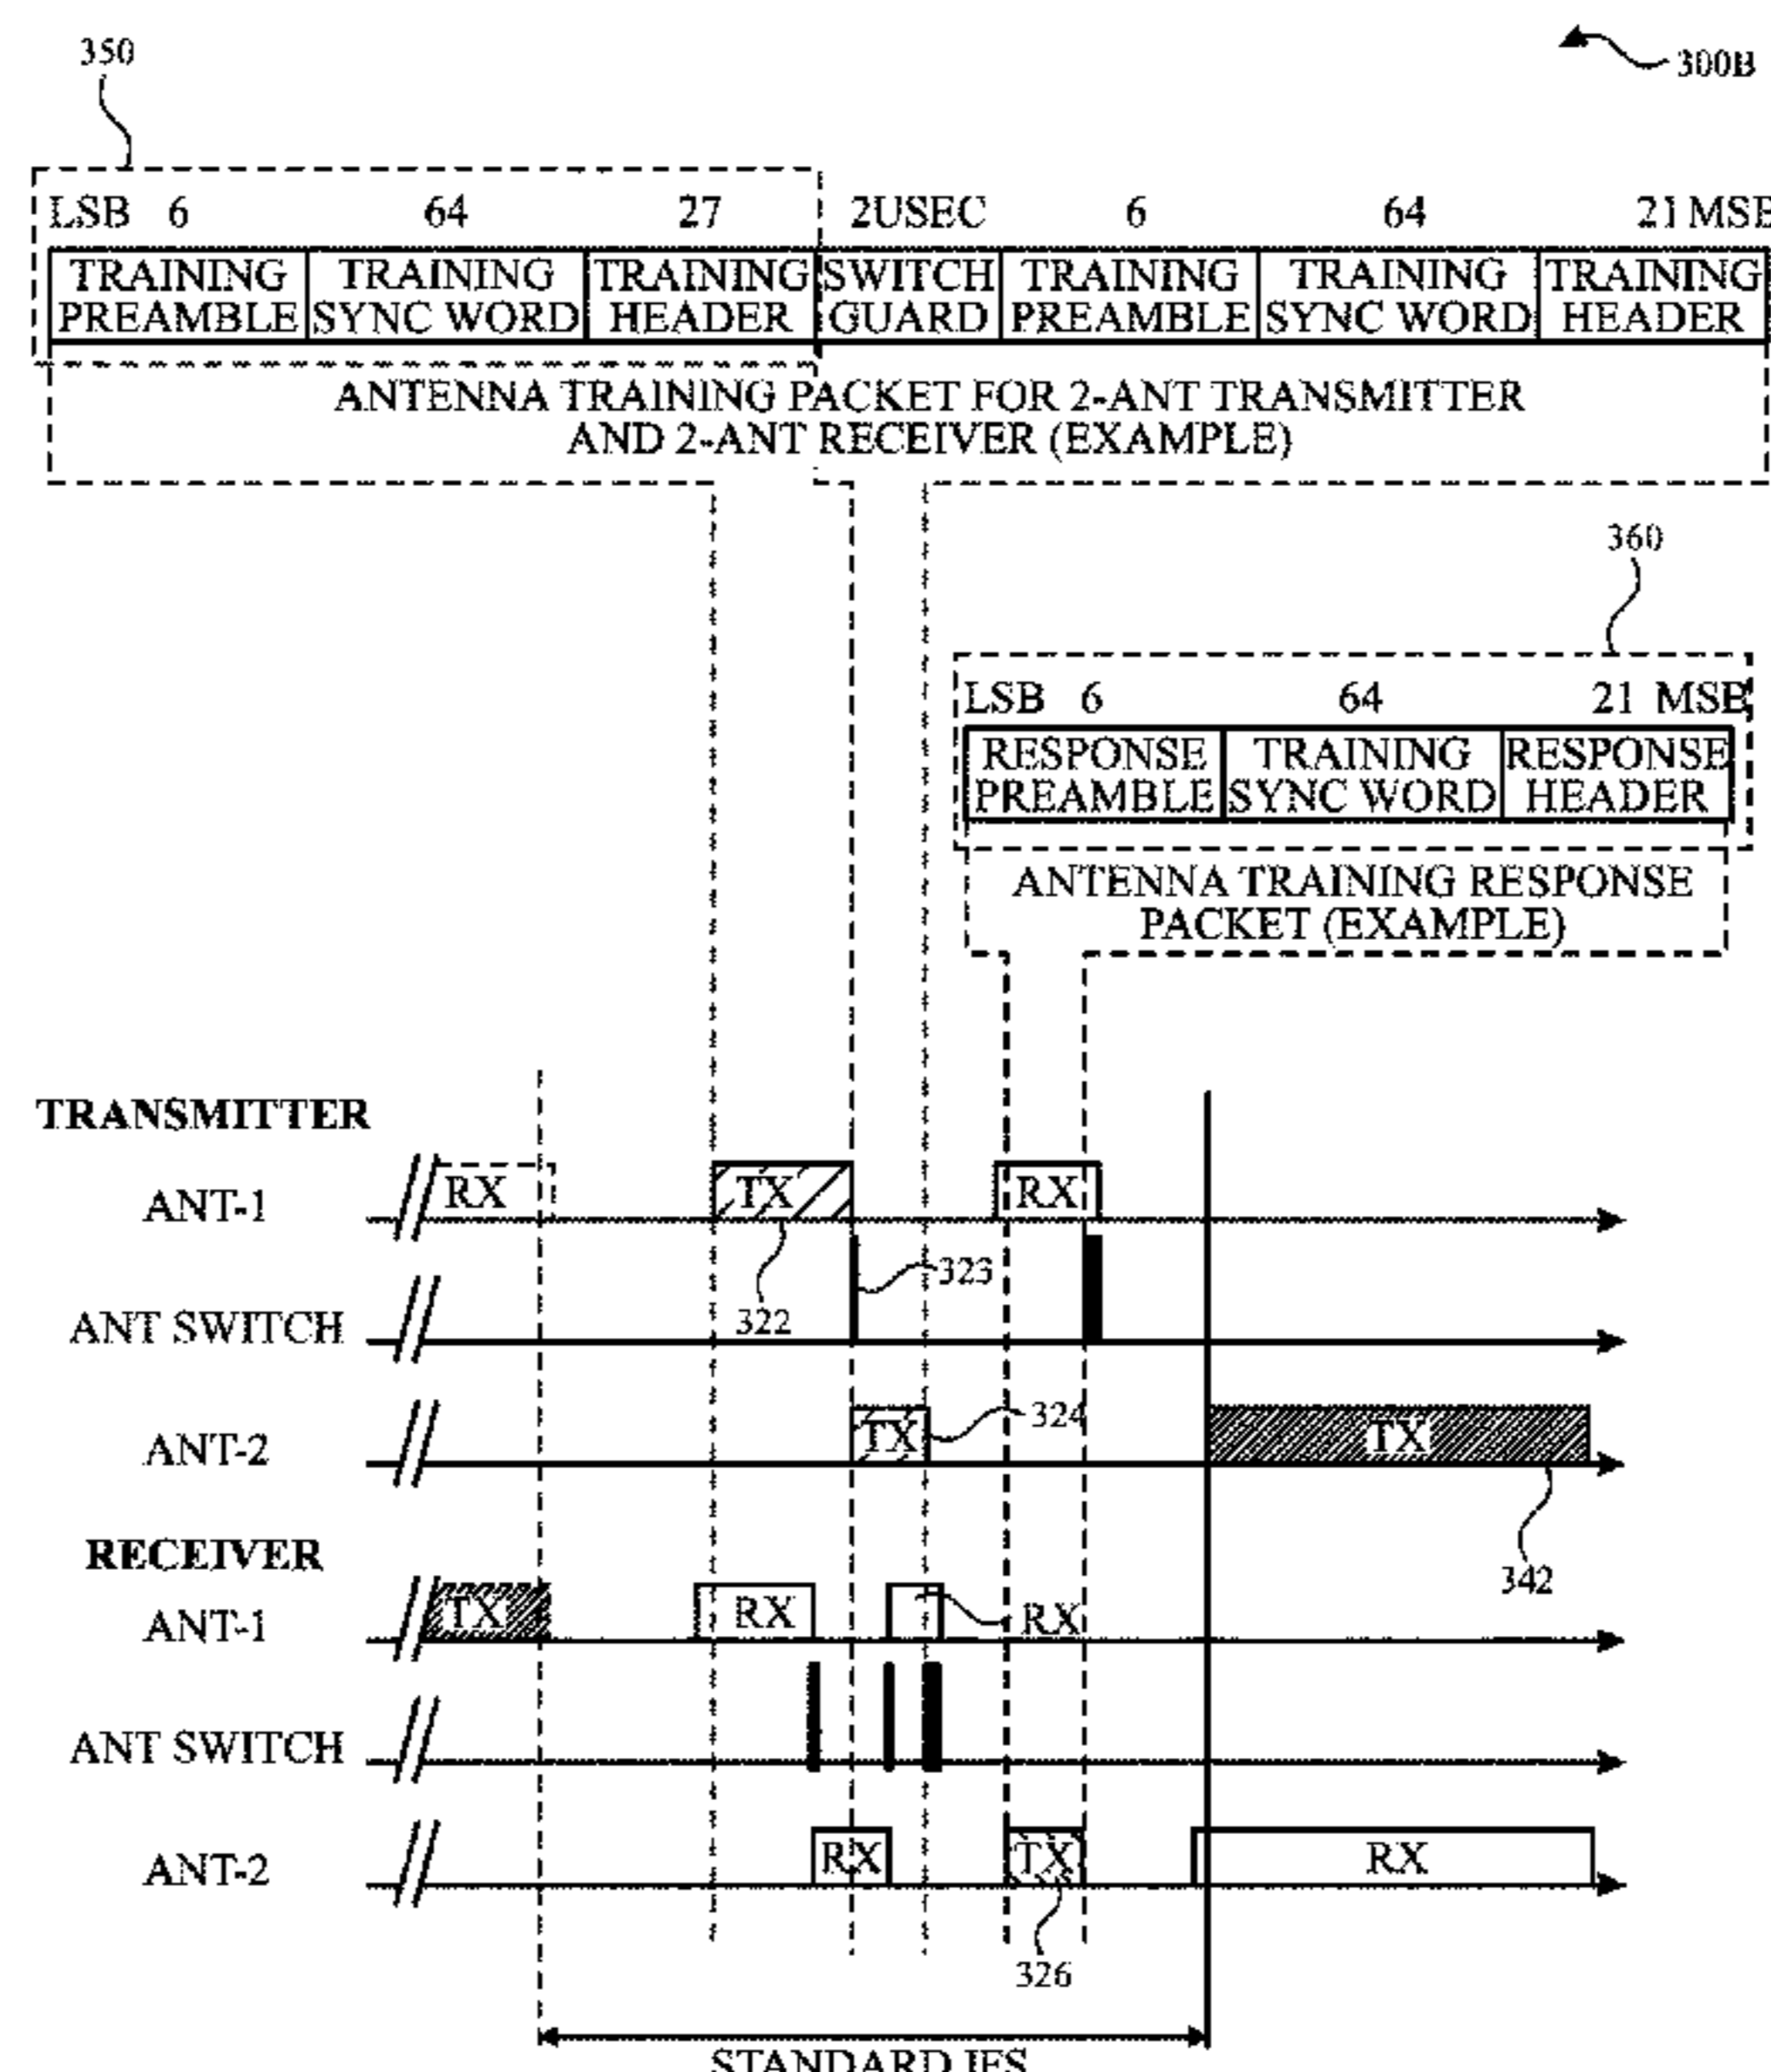 350
300B
LSB 6 64 27 2USEC 6 64 21 MSB
TRAINING PREAMBLE
TRAINING SYNC WORD
TRAINING HEADER
SWITCH GUARD
TRAINING PREAMBLE
TRAINING SYNC WORD
TRAINING HEADER
ANTENNA TRAINING PACKET FOR 2-ANT TRANSMITTER
AND 2-ANT RECEIVER (EXAMPLE)
360
LSB 6 64 21 MSB
RESPONSE PREAMBLE
TRAINING SYNC WORD
RESPONSE HEADER
ANTENNA TRAINING RESPONSE
PACKET (EXAMPLE)
TRANSMITTER
ANT-1 RX TX RX
322
323
ANT SWITCH
ANT-2 TX TX
324
342
RECEIVER
ANT-1 TX RX RX
ANT SWITCH
ANT-2 RX TX RX
326
STANDARD IFS